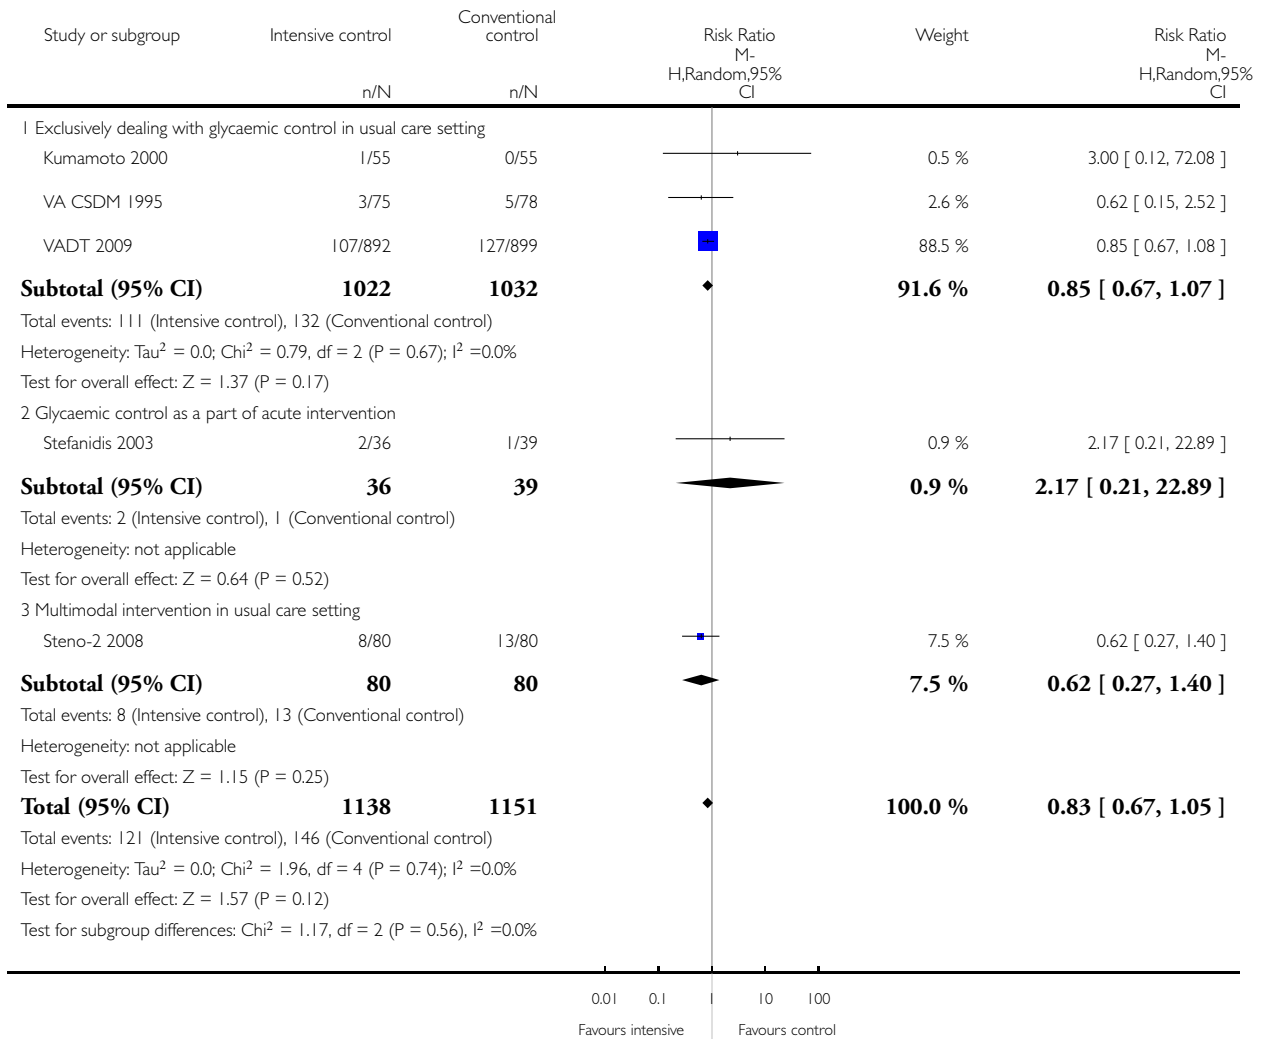 Study or subgroup Intensive control Conventional control Risk Ratio Weight Risk Ratio
n/N n/N M-H,Random,95% CI M-H,Random,95% CI
1 Exclusively dealing with glycaemic control in usual care setting
Kumamoto 2000 1/55 0/55 0.5 % 3.00 [ 0.12, 72.08 ]
VA CSDM 1995 3/75 5/78 2.6 % 0.62 [ 0.15, 2.52 ]
VADT 2009 107/892 127/899 88.5 % 0.85 [ 0.67, 1.08 ]
Subtotal (95% CI) 1022 1032 91.6 % 0.85 [ 0.67, 1.07 ]
Total events: 111 (Intensive control), 132 (Conventional control)
Heterogeneity: Tau² = 0.0; Chi² = 0.79, df = 2 (P = 0.67); I² =0.0%
Test for overall effect: Z = 1.37 (P = 0.17)
2 Glycaemic control as a part of acute intervention
Stefanidis 2003 2/36 1/39 0.9 % 2.17 [ 0.21, 22.89 ]
Subtotal (95% CI) 36 39 0.9 % 2.17 [ 0.21, 22.89 ]
Total events: 2 (Intensive control), 1 (Conventional control)
Heterogeneity: not applicable
Test for overall effect: Z = 0.64 (P = 0.52)
3 Multimodal intervention in usual care setting
Steno-2 2008 8/80 13/80 7.5 % 0.62 [ 0.27, 1.40 ]
Subtotal (95% CI) 80 80 7.5 % 0.62 [ 0.27, 1.40 ]
Total events: 8 (Intensive control), 13 (Conventional control)
Heterogeneity: not applicable
Test for overall effect: Z = 1.15 (P = 0.25)
Total (95% CI) 1138 1151 100.0 % 0.83 [ 0.67, 1.05 ]
Total events: 121 (Intensive control), 146 (Conventional control)
Heterogeneity: Tau² = 0.0; Chi² = 1.96, df = 4 (P = 0.74); I² =0.0%
Test for overall effect: Z = 1.57 (P = 0.12)
Test for subgroup differences: Chi² = 1.17, df = 2 (P = 0.56), I² =0.0%
0.01 0.1 1 10 100
Favours intensive Favours control